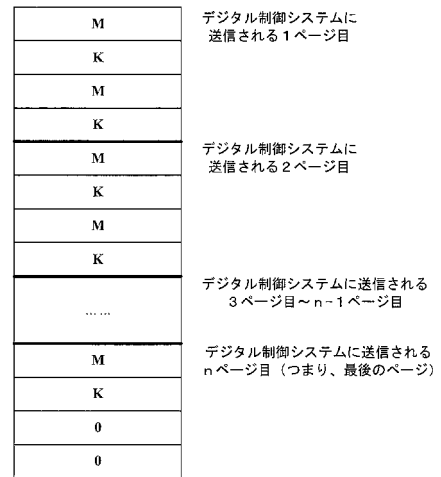 M
デジタル制御システムに
送信される1ページ目
K
M
K
M
デジタル制御システムに
送信される2ページ目
K
M
K
……
デジタル制御システムに送信される
3ページ目～n-1ページ目
M
デジタル制御システムに送信される
nページ目（つまり、最後のページ）
K
0
0